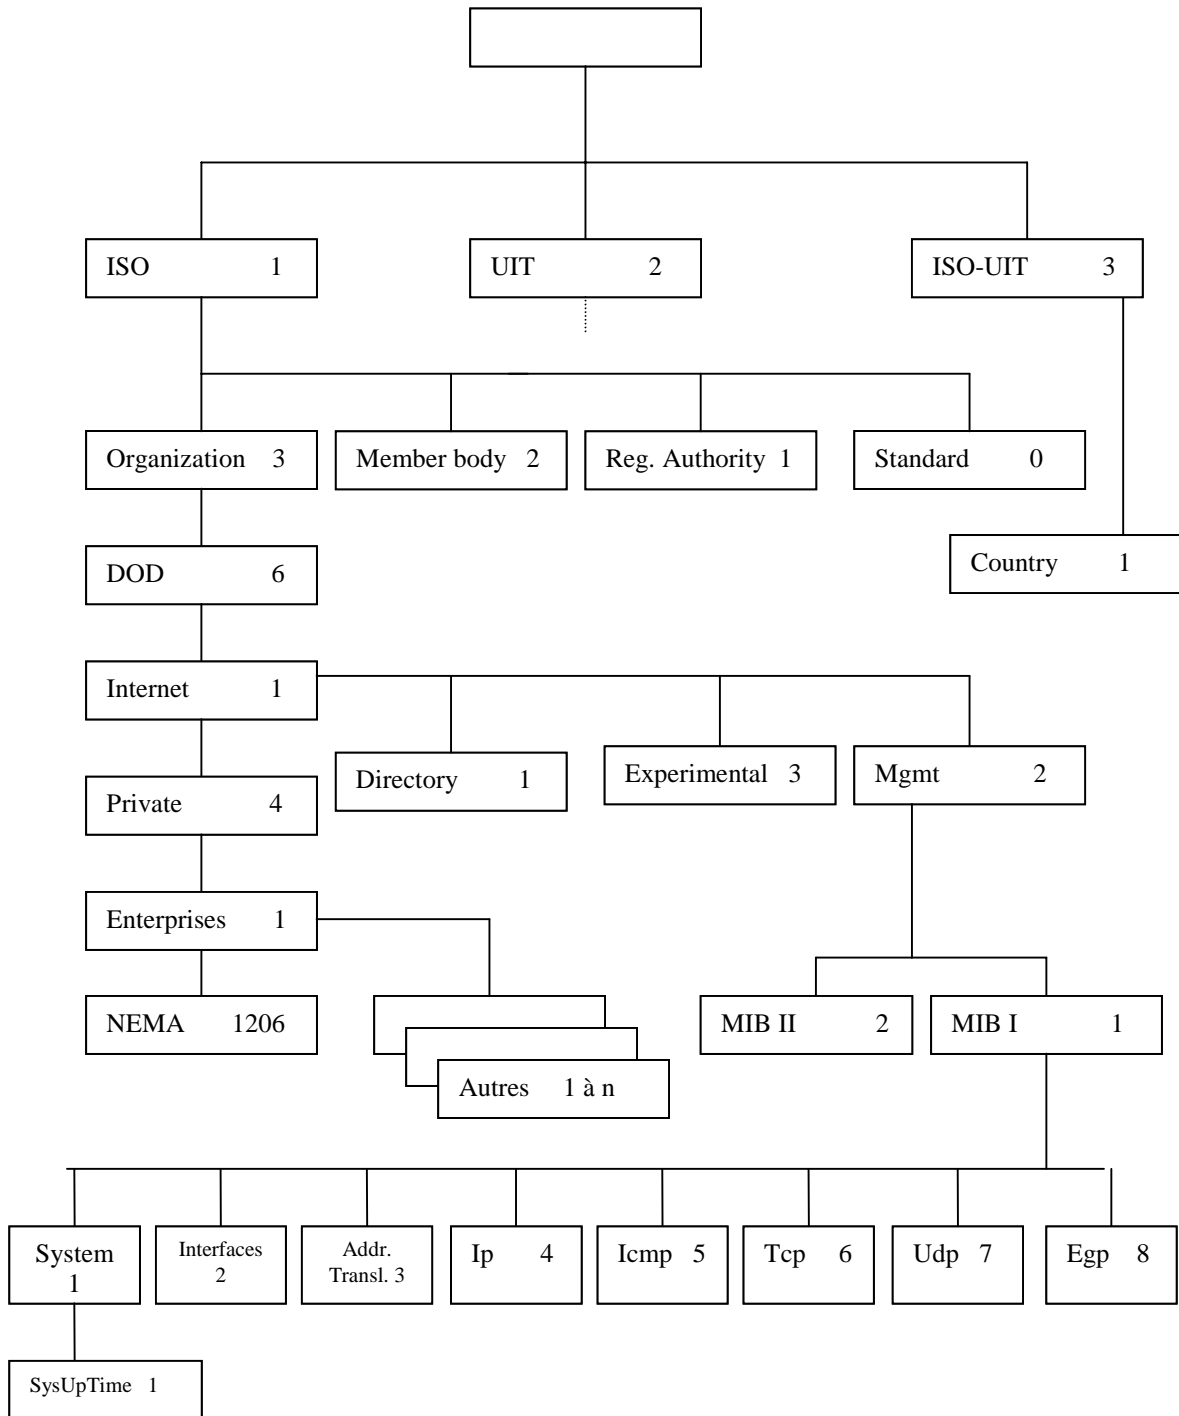 ISO 1
UIT 2
ISO-UIT 3
Organization 3
Member body 2
Reg. Authority 1
Standard 0
DOD 6
Country 1
Internet 1
Directory 1
Experimental 3
Mgmt 2
Private 4
Enterprises 1
NEMA 1206
MIB II 2
MIB I 1
Autres 1 à n
System
1
Interfaces
2
Addr.
Transl. 3
Ip 4
Icmp 5
Tcp 6
Udp 7
Egp 8
SysUpTime 1